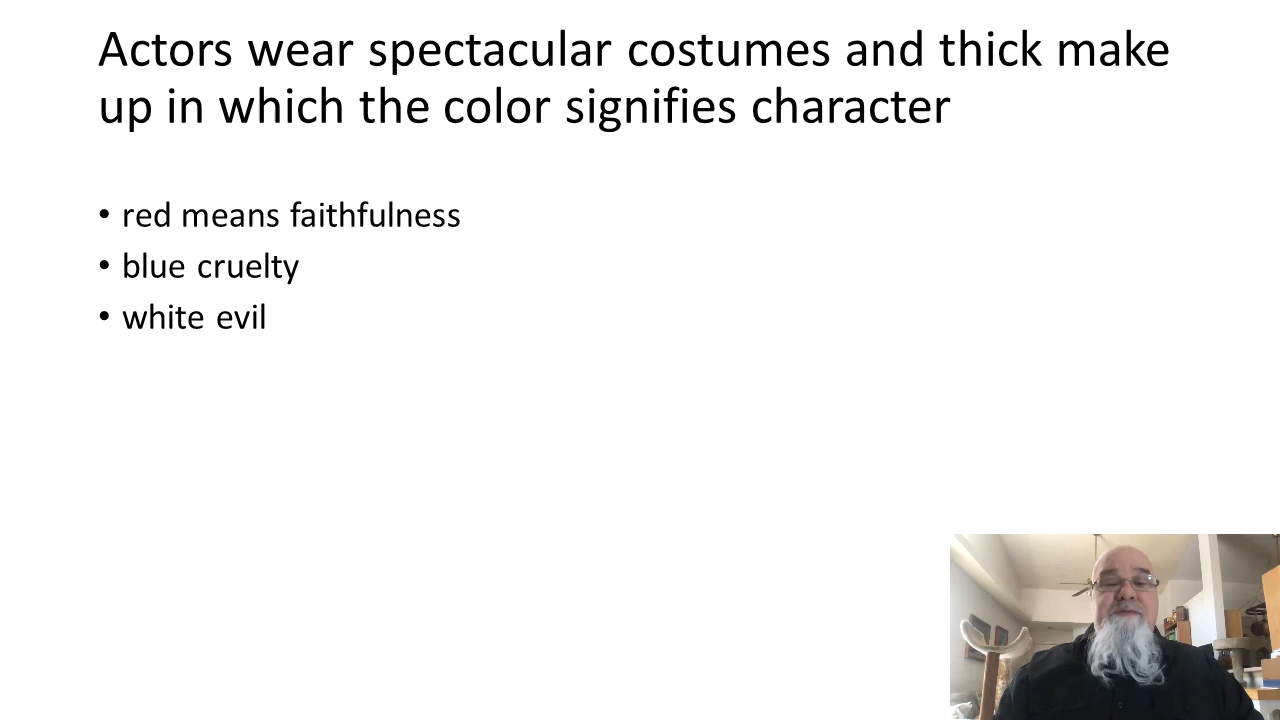 Actors wear spectacular costumes and thick make
up in which the color signifies character
• red means faithfulness
• blue cruelty
• white evil